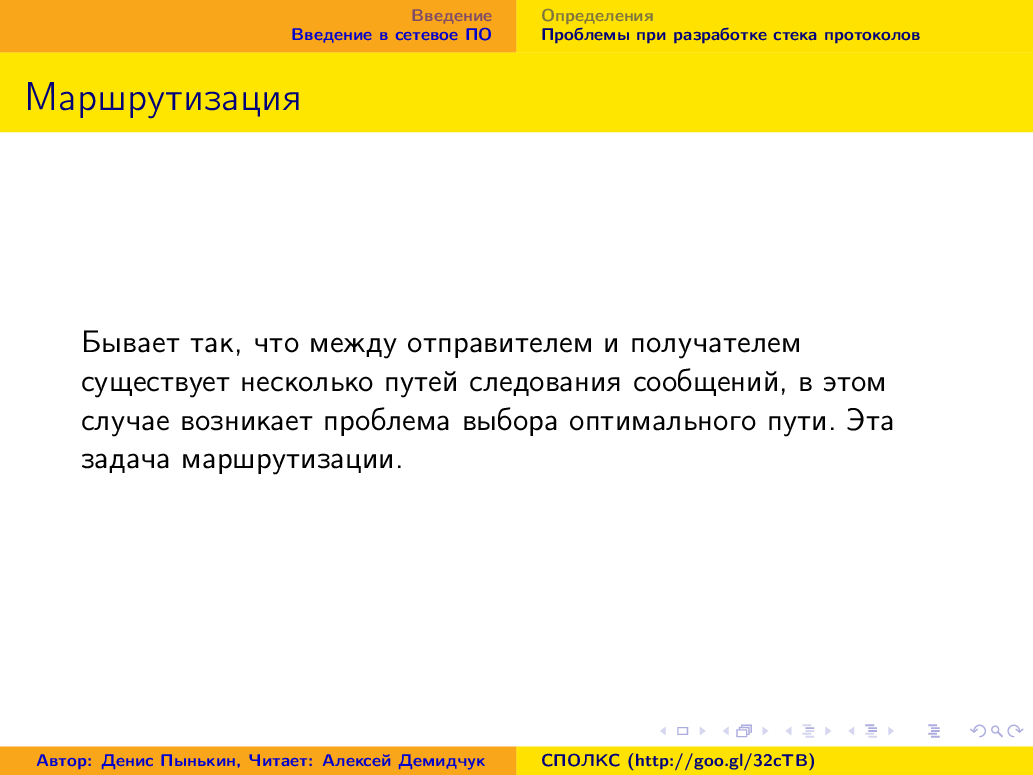 Введение
Введение в сетевое ПО
Определения
Проблемы при разработке стека протоколов
Маршрутизация
Бывает так, что между отправителем и получателем
существует несколько путей следования сообщений, в этом
случае возникает проблема выбора оптимального пути. Эта
задача маршрутизации.
Автор: Денис Пынькин, Читает: Алексей Демидчук
СПОЛКС (http://goo.gl/32cTB)